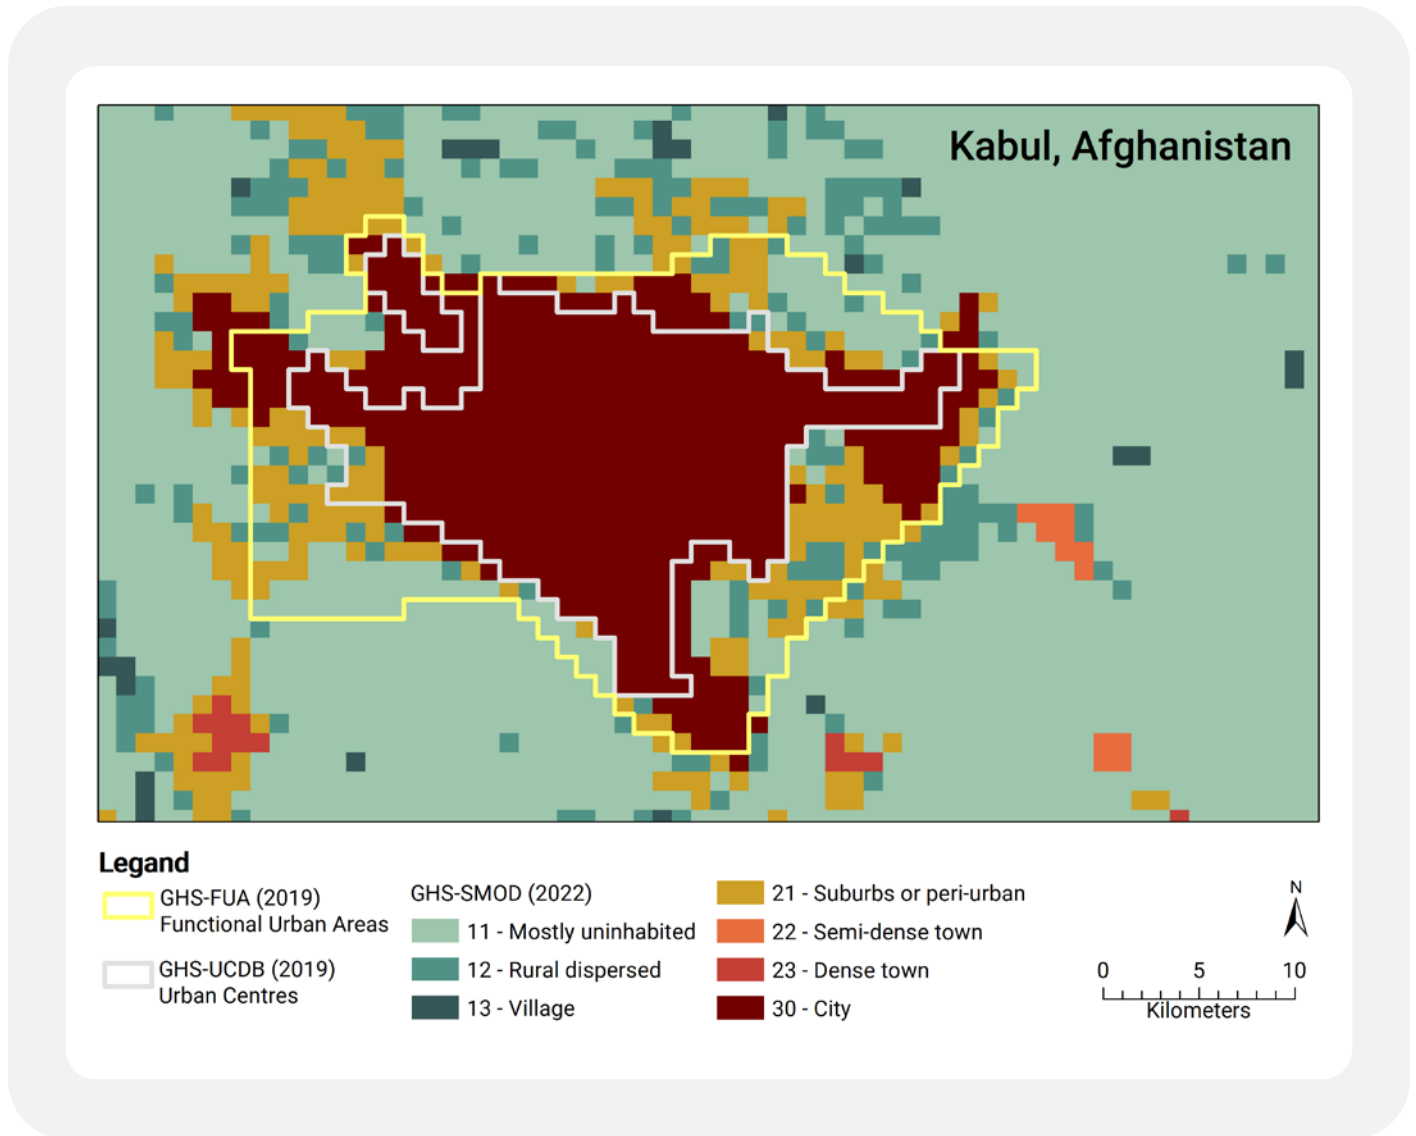 Kabul, Afghanistan
Legand
GHS-FUA (2019)
Functional Urban Areas
GHS-UCDB (2019)
Urban Centres
GHS-SMOD (2022)
11 - Mostly uninhabited
12 - Rural dispersed
13 - Village
21 - Suburbs or peri-urban
22 - Semi-dense town
23 - Dense town
30 - City
N
0 5 10
Kilometers